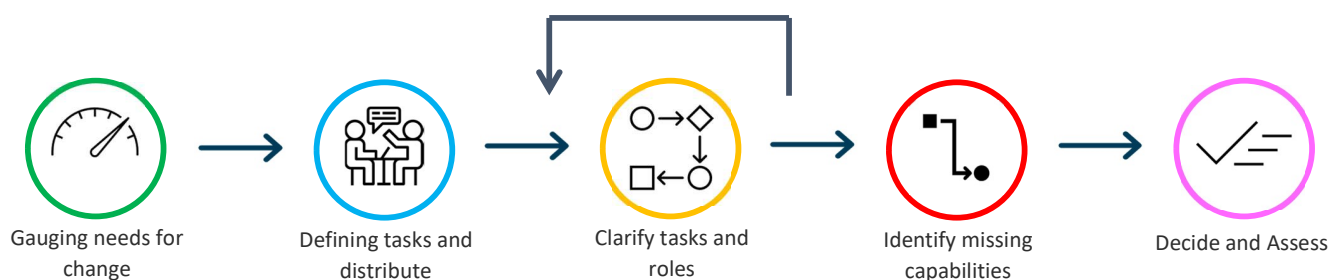 Gauging needs for
change
Defining tasks and
distribute
Clarify tasks and
roles
Identify missing
capabilities
Decide and Assess